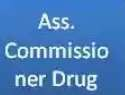 Ass.
Commissio
ner Drug